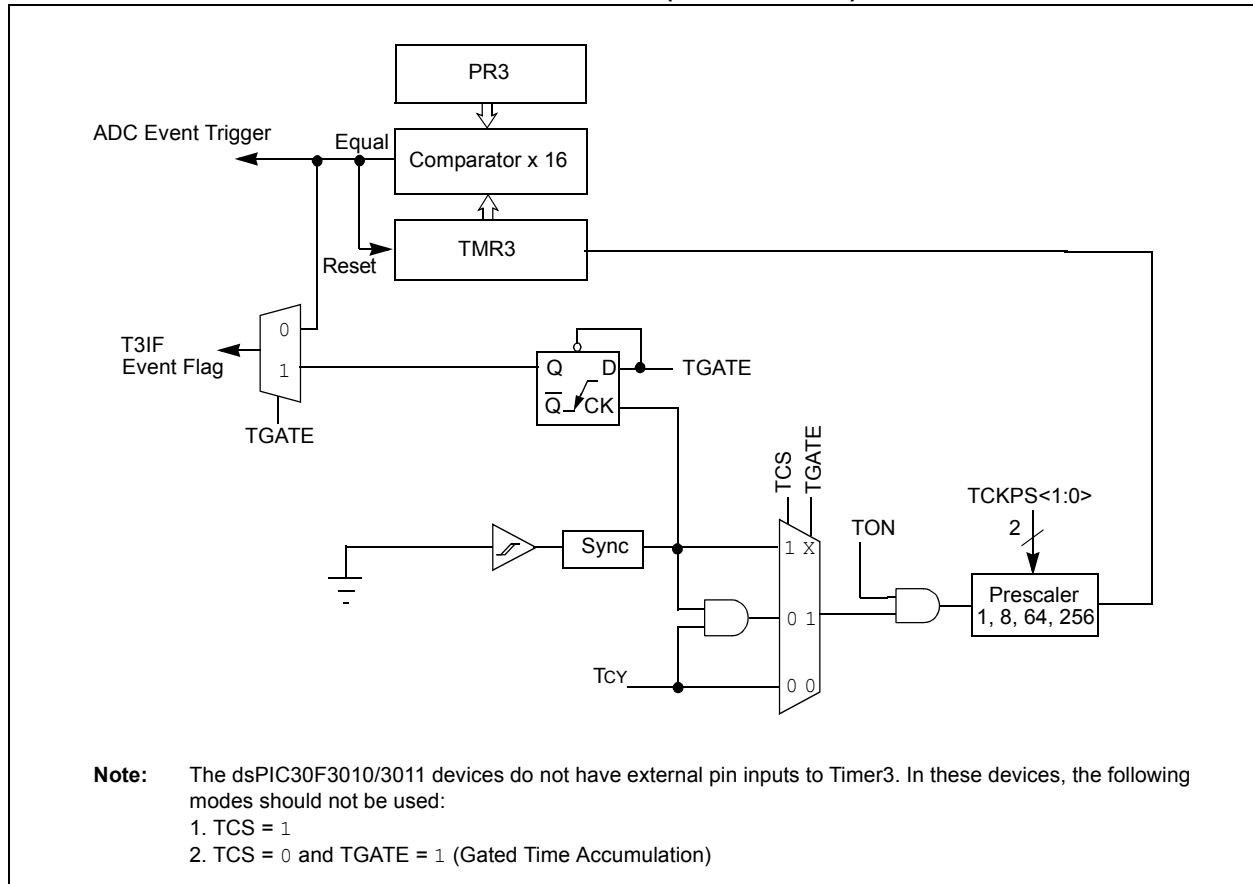 PR3
ADC Event Trigger
Equal
Comparator x 16
TMR3
Reset
0
T3IF
Event Flag
1
Q
D
TGATE
Q
CK
TGATE
TCS
TGATE
TCKPS<1:0>
2
TON
Sync
1 X
Prescaler
1, 8, 64, 256
0 1
TCY
0 0
Note: The dsPIC30F3010/3011 devices do not have external pin inputs to Timer3. In these devices, the following
modes should not be used:
1. TCS = 1
2. TCS = 0 and TGATE = 1 (Gated Time Accumulation)